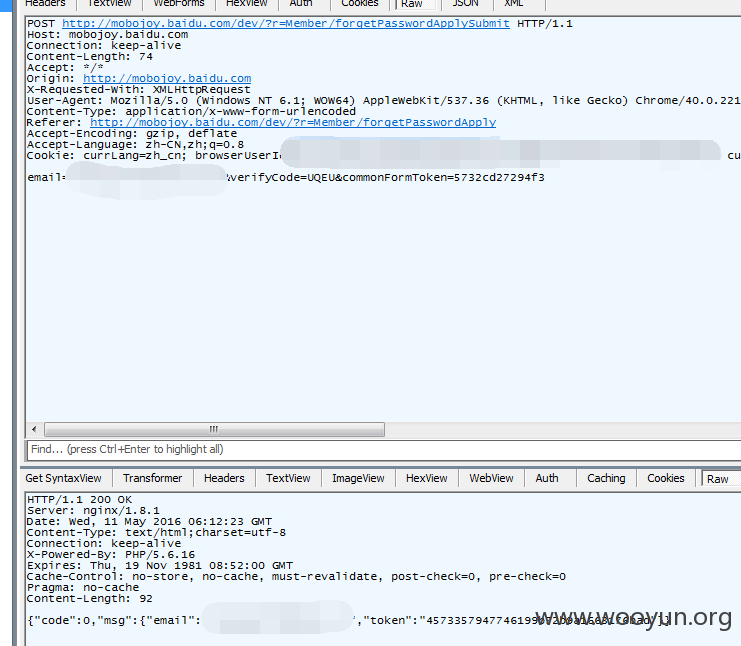 Headers TextView WebForms HexView Auth Cookies Raw JSON XML
POST http://mobojoy.baidu.com/dev/?r=Member/forgetPasswordApplySubmit HTTP/1.1
Host: mobojoy.baidu.com
Connection: keep-alive
Content-Length: 74
Accept: */*
Origin: http://mobojoy.baidu.com
X-Requested-With: XMLHttpRequest
User-Agent: Mozilla/5.0 (Windows NT 6.1; WOW64) AppleWebKit/537.36 (KHTML, like Gecko) Chrome/40.0.221
Content-Type: application/x-www-form-urlencoded
Referer: http://mobojoy.baidu.com/dev/?r=Member/forgetPasswordApply
Accept-Encoding: gzip, deflate
Accept-Language: zh-CN,zh;q=0.8
Cookie: currLang=zh_cn; browserUserId cu
email= &verifyCode=UQEU&commonFormToken=5732cd27294f3
Find... (press Ctrl+Enter to highlight all)
Get SyntaxView Transformer Headers TextView ImageView HexView WebView Auth Caching Cookies Raw
HTTP/1.1 200 OK
Server: nginx/1.8.1
Date: Wed, 11 May 2016 06:12:23 GMT
Content-Type: text/html;charset=utf-8
Connection: keep-alive
X-Powered-By: PHP/5.6.16
Expires: Thu, 19 Nov 1981 08:52:00 GMT
Cache-Control: no-store, no-cache, must-revalidate, post-check=0, pre-check=0
Pragma: no-cache
Content-Length: 92
{"code":0,"msg":{"email": ","token":
www.wooyun.org